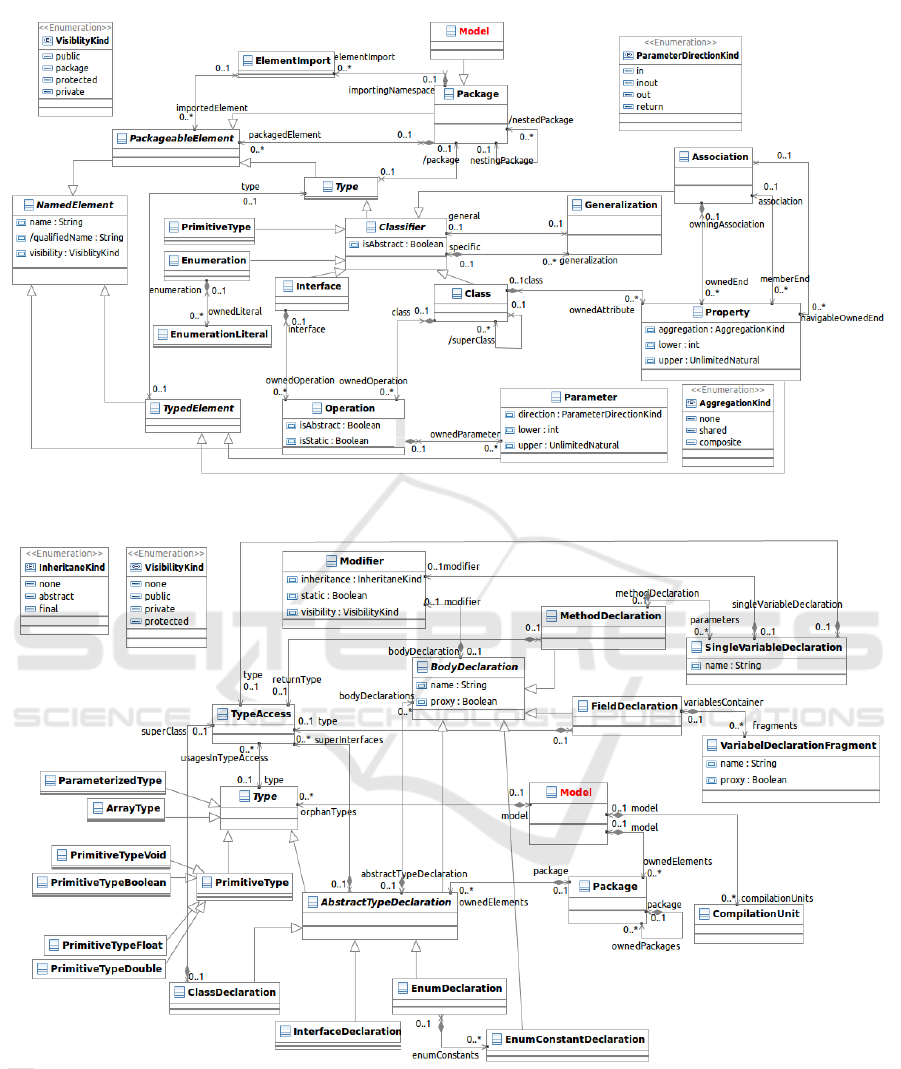 <<Enumeration>>
VisiblityKind
public
package
protected
private
Model
ElementImport
elementImport
0..1
0..*
0..1
importingNamespace
Package
<<Enumeration>>
ParameterDirectionKind
in
inout
out
return
importedElement
0..*
/nestedPackage
0..*
PackageableElement
packagedElement
0..*
0..1
0..1
/package
0..1
nestingPackage
Association
0..1
0..1
association
type
0..1
Type
0..1
NamedElement
name : String
/qualifiedName : String
visibility : VisiblityKind
PrimitiveType
Classifier
isAbstract : Boolean
general
0..1
0..1
specific
0..1
0..*
generalization
Generalization
0..1
owningAssociation
Enumeration
enumeration
0..1
ownedLiteral
0..*
EnumerationLiteral
Interface
0..1
interface
Class
class
0..1
0..1class
0..1
0..*
/superClass
ownedAttribute
0..*
ownedEnd
0..*
memberEnd
0..*
0..*
navigableOwnedEnd
Property
aggregation : AggregationKind
lower : int
upper : UnlimitedNatural
ownedOperation
0..*
ownedOperation
0..*
0..1
TypedElement
Operation
isAbstract : Boolean
isStatic : Boolean
0..1
ownedParameter
0..*
Parameter
direction : ParameterDirectionKind
lower : int
upper : UnlimitedNatural
<<Enumeration>>
AggregationKind
none
shared
composite
<<Enumeration>>
InheritaneKind
none
abstract
final
<<Enumeration>>
VisibilityKind
none
public
private
protected
Modifier
inheritance : InheritaneKind
static : Boolean
visibility : VisibilityKind
0..1modifier
0..1
modifier
methodDeclaration
0..1
MethodDeclaration
0..1
parameters
0..*
singleVariableDeclaration
0..1
0..1
SingleVariableDeclaration
name : String
bodyDeclaration
0..1
BodyDeclaration
name : String
proxy : Boolean
bodyDeclarations
0..*
type
0..1
returnType
0..1
TypeAccess
superClass
0..1
0..1 type
0..* superInterfaces
0..*
usagesInTypeAccess
FieldDeclaration
0..1
variablesContainer
0..1
0..*
fragments
VariabelDeclarationFragment
name : String
proxy : Boolean
SCITEPRESS
SCIENCE AND TECHNOLOGY PUBLICATIONS
ParameterizedType
ArrayType
0..1
type
Type
0..*
orphanTypes
0..1
model
Model
0..1 model
0..1 model
ownedElements
0..*
PrimitiveTypeVoid
PrimitiveTypeBoolean
PrimitiveType
PrimitiveTypeFloat
PrimitiveTypeDouble
abstractTypeDeclaration
0..1
0..1
AbstractTypeDeclaration
0..*
ownedElements
package
0..1
Package
package
0..1
0..*
ownedPackages
0..*
compilationUnits
CompilationUnit
0..1
ClassDeclaration
InterfaceDeclaration
EnumDeclaration
0..1
enumConstants
0..*
EnumConstantDeclaration